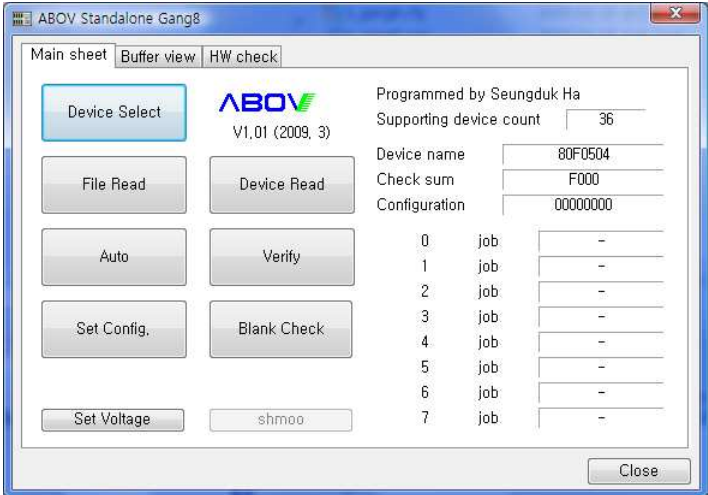 ABOV Standalone Gang8
Main sheet Buffer view HW check
Device Select
ABOV
V1.01 (2009, 3)
File Read
Device Read
Auto
Verify
Set Config.
Blank Check
Set Voltage
shmoo
Programmed by Seungduk Ha
Supporting device count 36
Device name 80F0504
Check sum F000
Configuration 00000000
0 job -
1 job -
2 job -
3 job -
4 job -
5 job -
6 job -
7 job -
Close